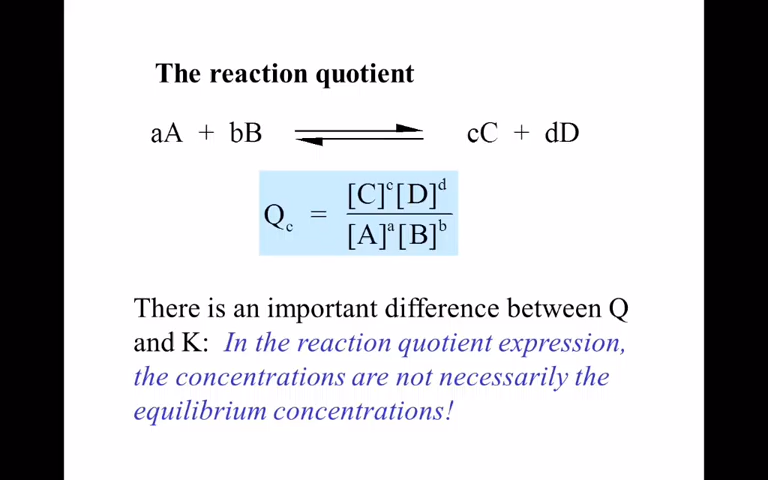 The reaction quotient
aA + bB ⇌ cC + dD
Q_c = [C]^c[D]^d / [A]^a[B]^b
There is an important difference between Q
and K: In the reaction quotient expression,
the concentrations are not necessarily the
equilibrium concentrations!